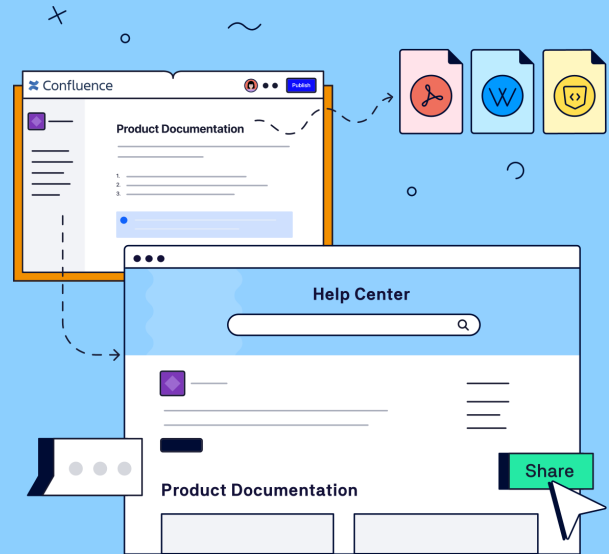 Confluence
Publish
Product Documentation
1.
2.
3.
W
Help Center
Share
Product Documentation